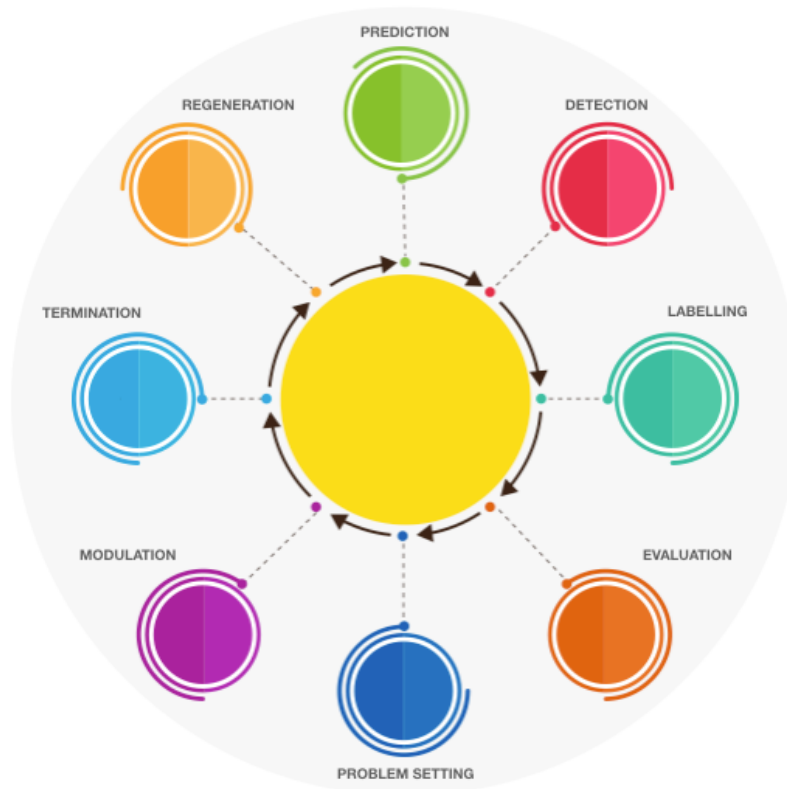 PREDICTION
DETECTION
LABELLING
EVALUATION
PROBLEM SETTING
MODULATION
TERMINATION
REGENERATION